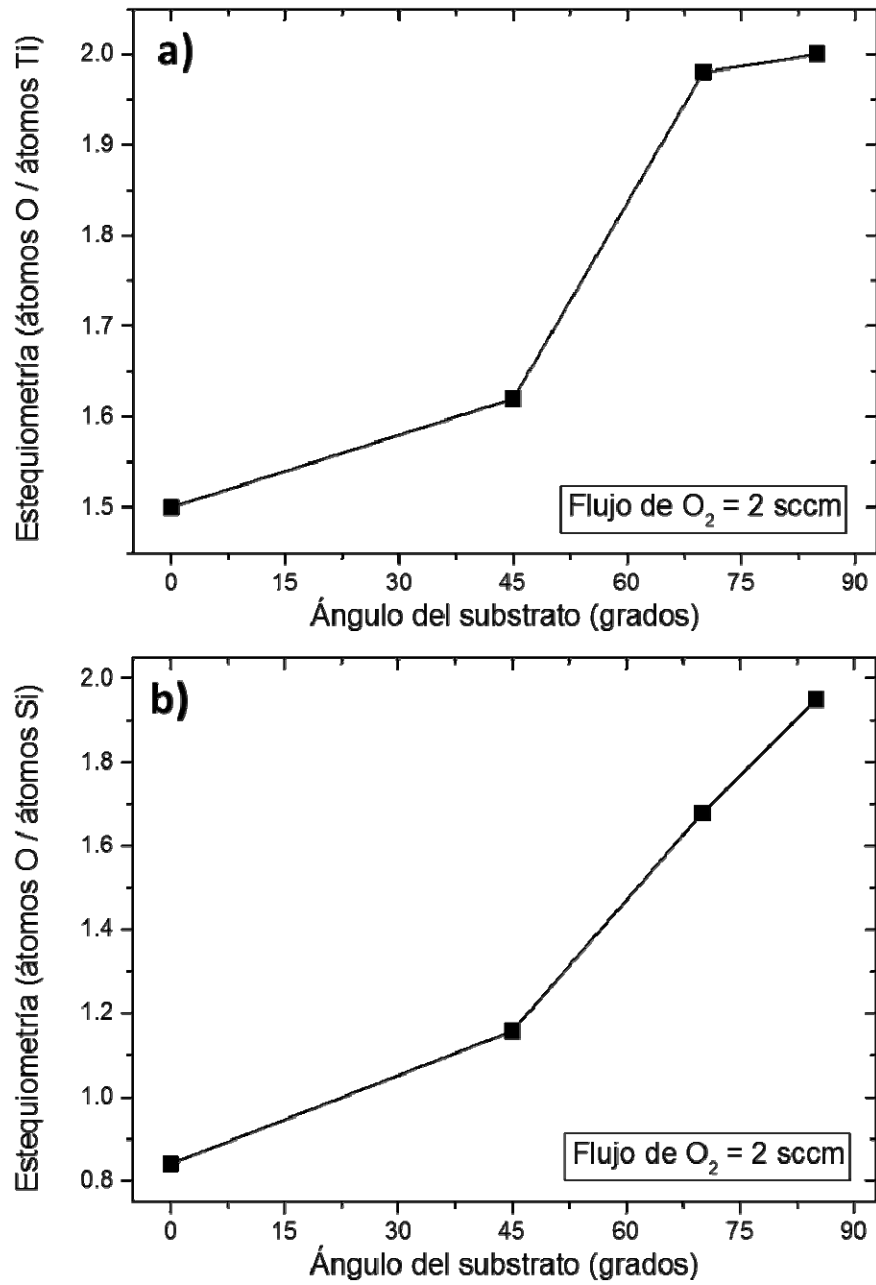 a)
Estequiometría (átomos O / átomos Ti)
2.0
1.9
1.8
1.7
1.6
1.5
Flujo de O₂ = 2 sccm
0 15 30 45 60 75 90
Ángulo del substrato (grados)
b)
Estequiometría (átomos O / átomos Si)
2.0
1.8
1.6
1.4
1.2
1.0
0.8
Flujo de O₂ = 2 sccm
0 15 30 45 60 75 90
Ángulo del substrato (grados)